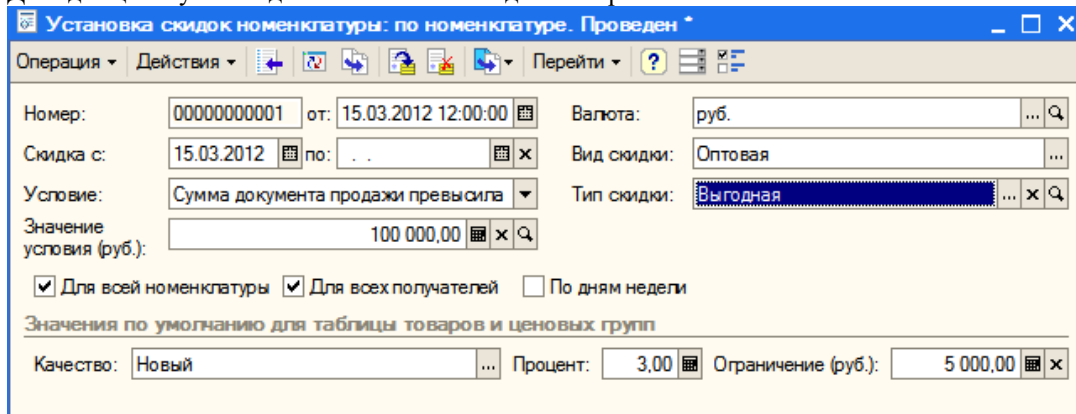 Установка скидок номенклатуры: по номенклатуре. Проведен *
Операция Действия Перейти ?
Номер: 00000000001 от: 15.03.2012 12:00:00 Валюта: руб. ...
Скидка с: 15.03.2012 по: . . Вид скидки: Оптовая ...
Условие: Сумма документа продажи превысила Тип скидки: Выгодная ...
Значение
условия (руб.): 100 000,00
Для всей номенклатуры Для всех получателей По дням недели
Значения по умолчанию для таблицы товаров и ценовых групп
Качество: Новый ... Процент: 3,00 Ограничение (руб.): 5 000,00